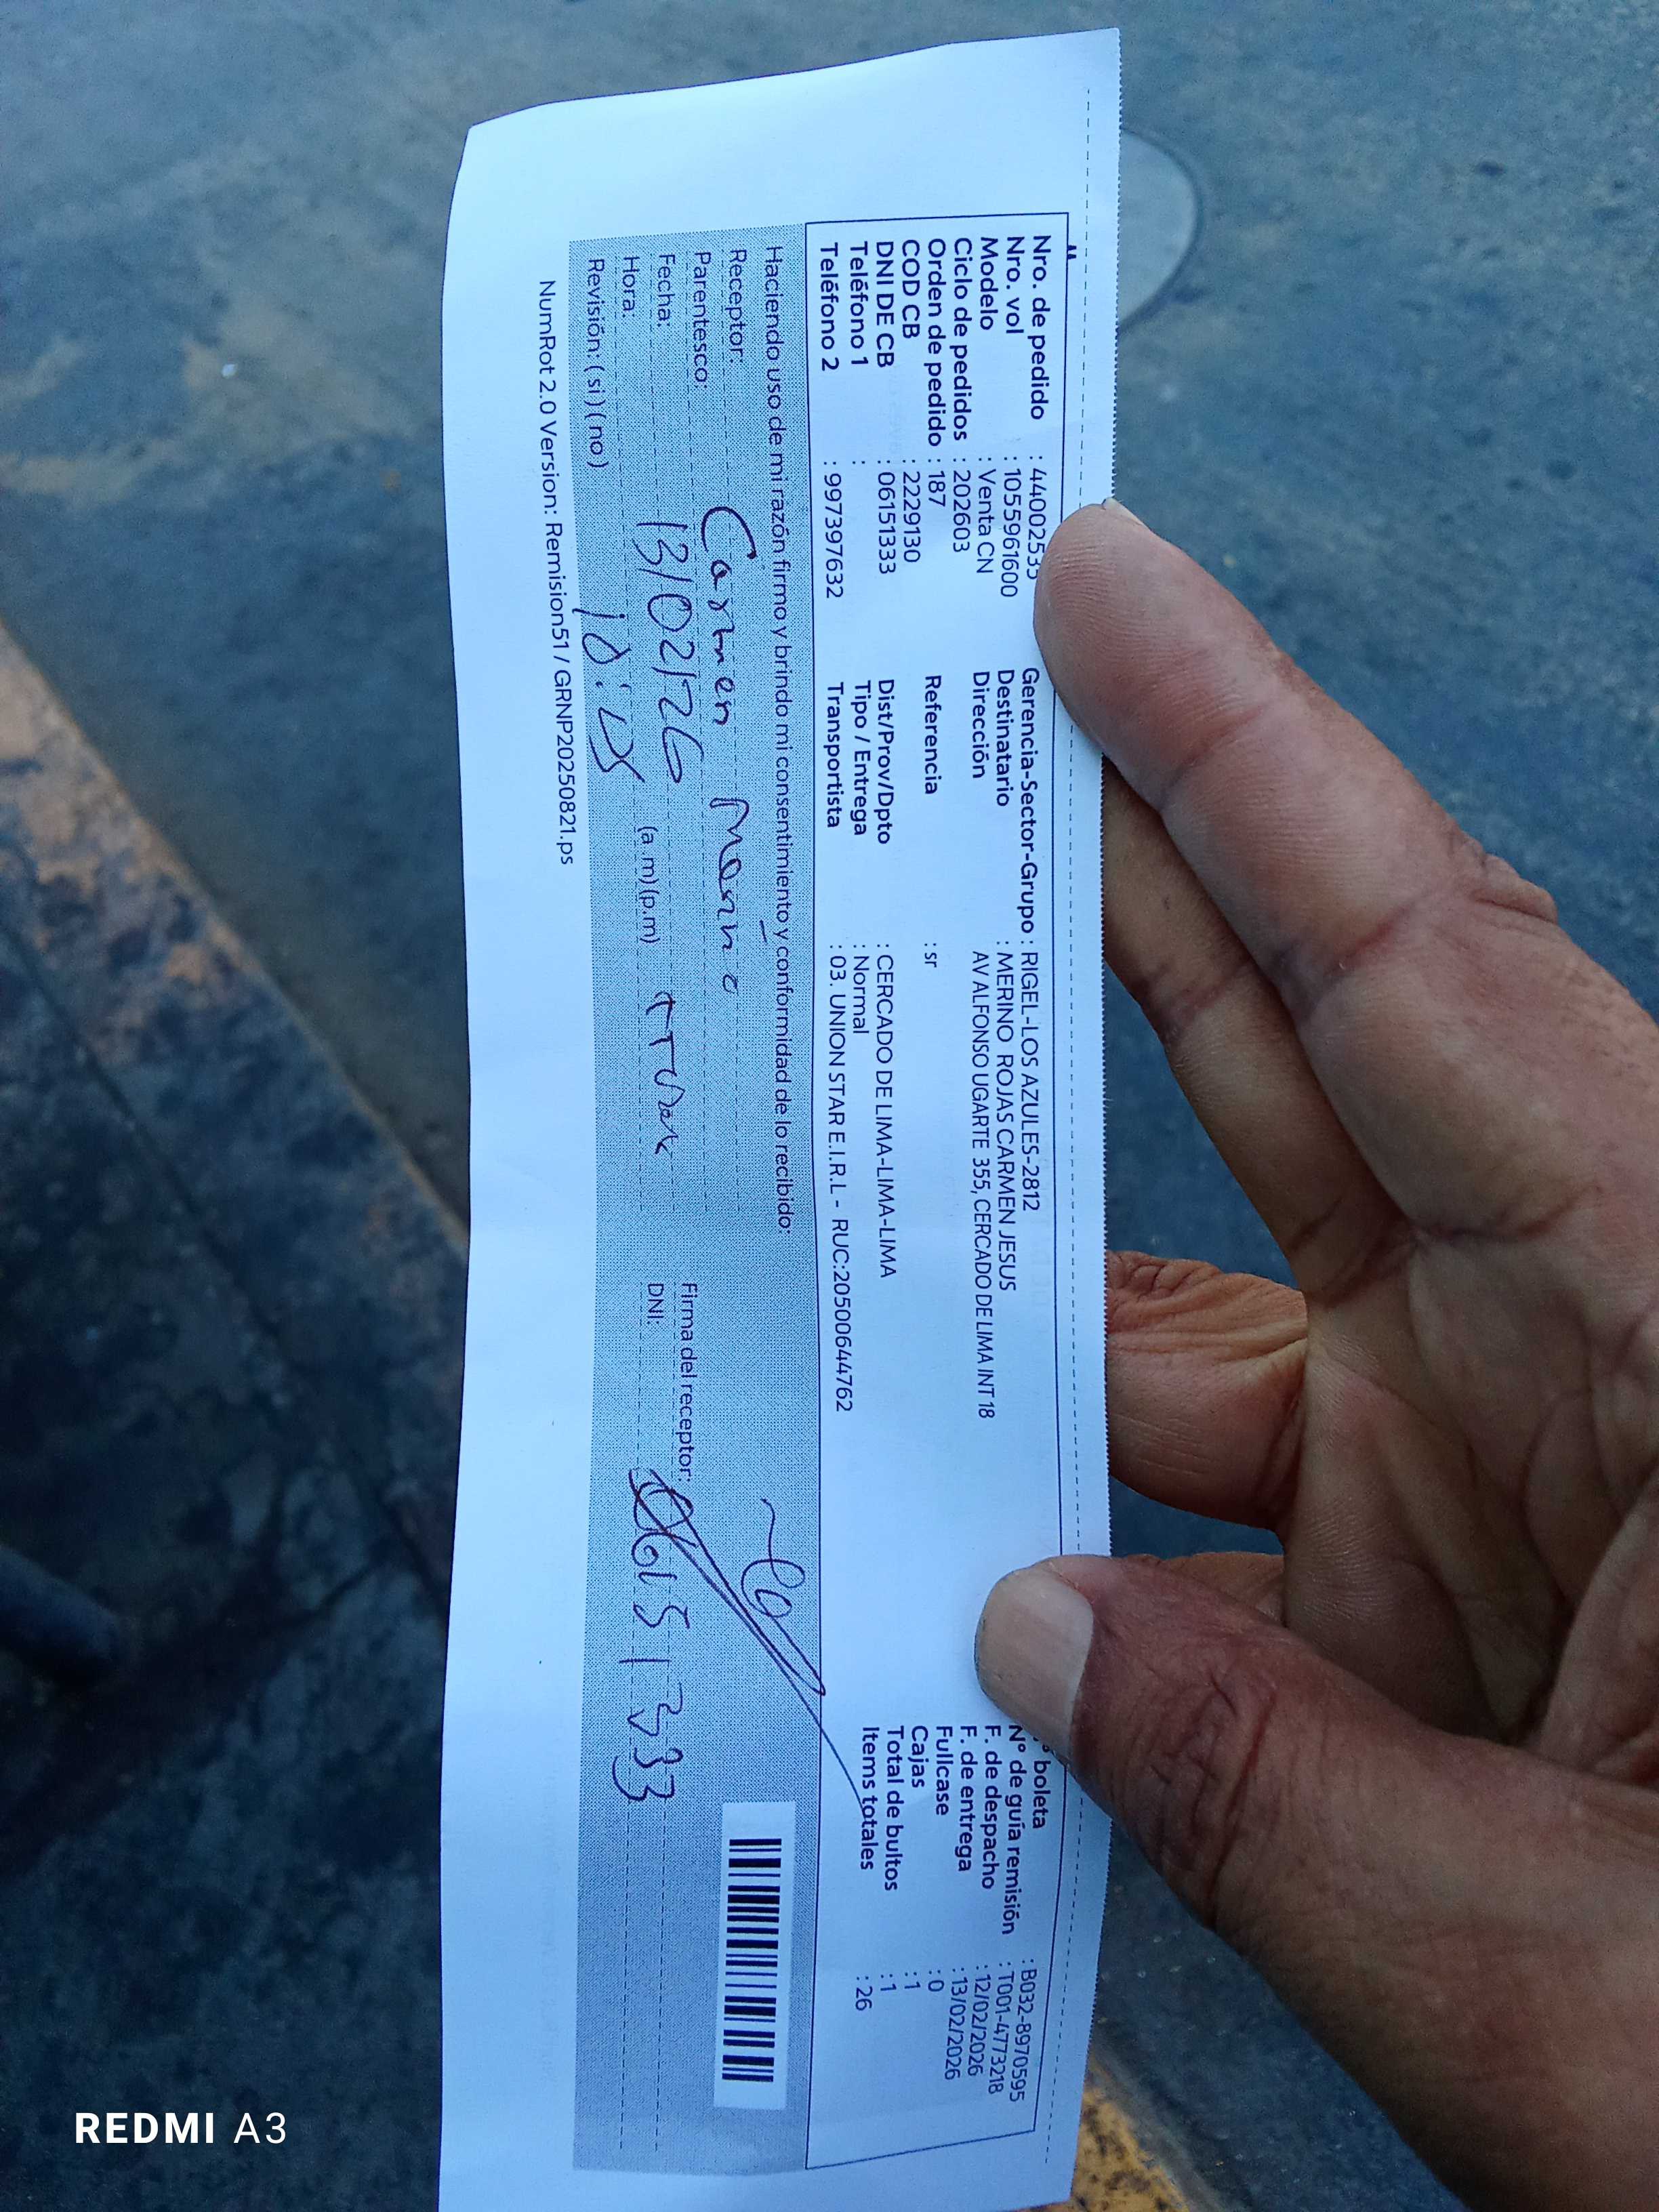 Nro. de pedido : 44002535
Nro. vol : 1055961600
Modelo : Venta CN
Ciclo de pedidos : 202603
Orden de pedido : 187
COD CB : 2229130
DNI DE CB : 06151333
Teléfono 1 :
Teléfono 2 : 997397632
Gerencia-Sector-Grupo : RIGEL-LOS AZULES-2812
Destinatario : MERINO ROJAS CARMEN JESUS
Dirección AV ALFONSO UGARTE 355, CERCADO DE LIMA INT 18
Referencia : sr
Dist/Prov/Dpto : CERCADO DE LIMA-LIMA-LIMA
Tipo / Entrega : Normal
Transportista : 03. UNION STAR E.I.R.L - RUC:20500644762
boleta : B032-8970595
N° de guía remisión : T001-4773218
F. de despacho : 12/02/2026
F. de entrega : 13/02/2026
Fullcase : 0
Cajas : 1
Total de bultos : 1
Items totales : 26
Haciendo uso de mi razón firmo y brindo mi consentimiento y conformidad de lo recibido:
Receptor: Carmen Merino
Parentesco:
Fecha: 13/02/26
Hora: (a.m) (p.m)
Revisión: ( si ) ( no )
Firma del receptor:
DNI: 06151333
NumRot 2.0 Version: Remision51 / GRNP20250821.ps
REDMI A3